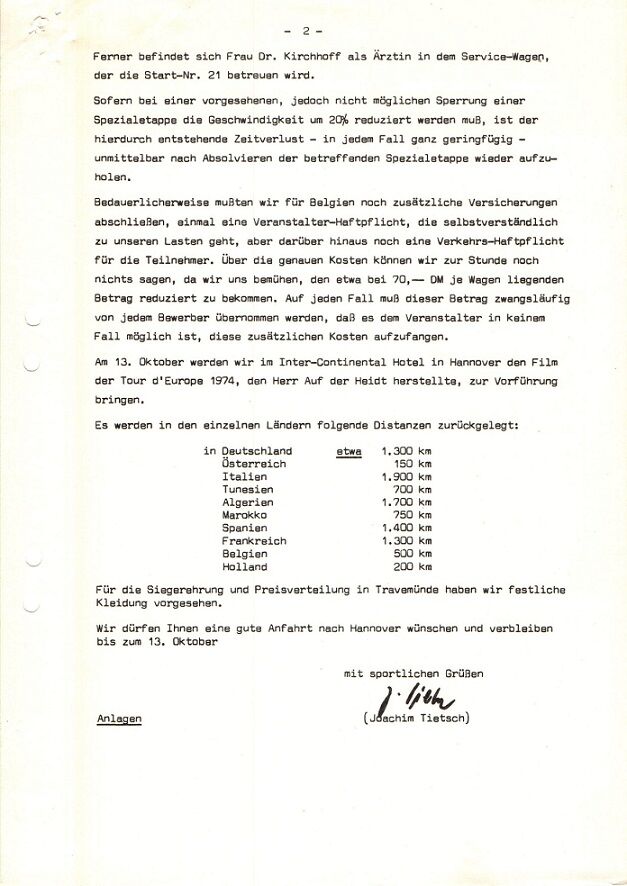 - 2 -
Ferner befindet sich Frau Dr. Kirchhoff als Ärztin in dem Service-Wagen,
der die Start-Nr. 21 betreuen wird.
Sofern bei einer vorgesehenen, jedoch nicht möglichen Sperrung einer
Spezialetappe die Geschwindigkeit um 20% reduziert werden muß, ist der
hierdurch entstehende Zeitverlust - in jedem Fall ganz geringfügig -
unmittelbar nach Absolvieren der betreffenden Spezialetappe wieder aufzu-
holen.
Bedauerlicherweise mußten wir für Belgien noch zusätzliche Versicherungen
abschließen, einmal eine Veranstalter-Haftpflicht, die selbstverständlich
zu unseren Lasten geht, aber darüber hinaus noch eine Verkehrs-Haftpflicht
für die Teilnehmer. Über die genauen Kosten können wir zur Stunde noch
nichts sagen, da wir uns bemühen, den etwa bei 70,-- DM je Wagen liegenden
Betrag reduziert zu bekommen. Auf jeden Fall muß dieser Betrag zwangsläufig
von jedem Bewerber übernommen werden, daß es dem Veranstalter in keinem
Fall möglich ist, diese zusätzlichen Kosten aufzufangen.
Am 13. Oktober werden wir im Inter-Continental Hotel in Hannover den Film
der Tour d'Europe 1974, den Herr Auf der Heidt herstellte, zur Vorführung
bringen.
Es werden in den einzelnen Ländern folgende Distanzen zurückgelegt:
in Deutschland etwa 1.300 km
Österreich 150 km
Italien 1.900 km
Tunesien 700 km
Algerien 1.700 km
Marokko 750 km
Spanien 1.400 km
Frankreich 1.300 km
Belgien 500 km
Holland 200 km
Für die Siegerehrung und Preisverteilung in Travemünde haben wir festliche
Kleidung vorgesehen.
Wir dürfen Ihnen eine gute Anfahrt nach Hannover wünschen und verbleiben
bis zum 13. Oktober
mit sportlichen Grüßen
Anlagen (Joachim Tietsch)